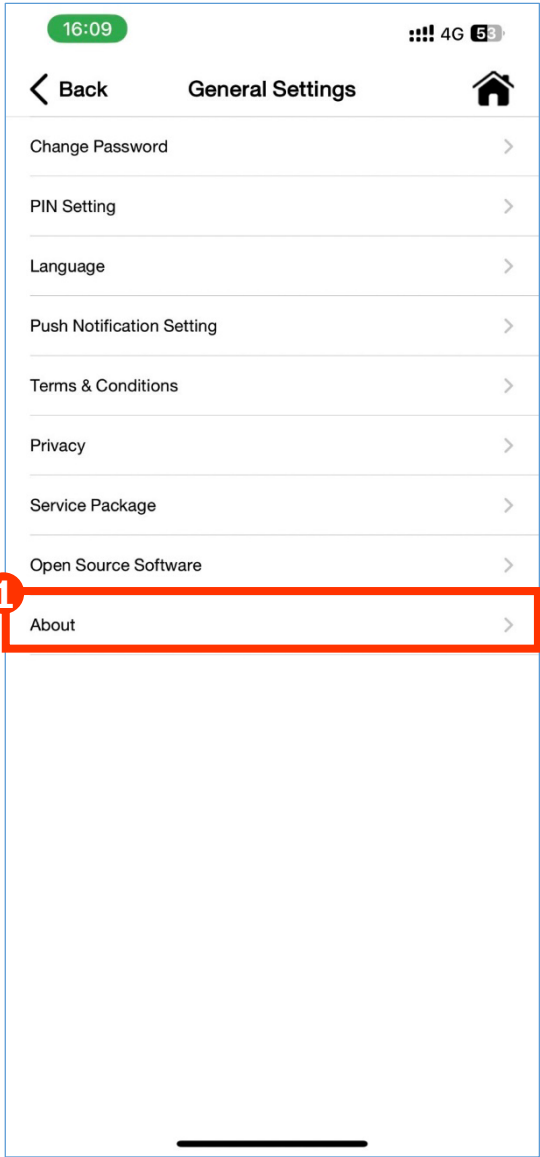 16:09 4G 53
Back General Settings
Change Password
PIN Setting
Language
Push Notification Setting
Terms & Conditions
Privacy
Service Package
Open Source Software
1
About